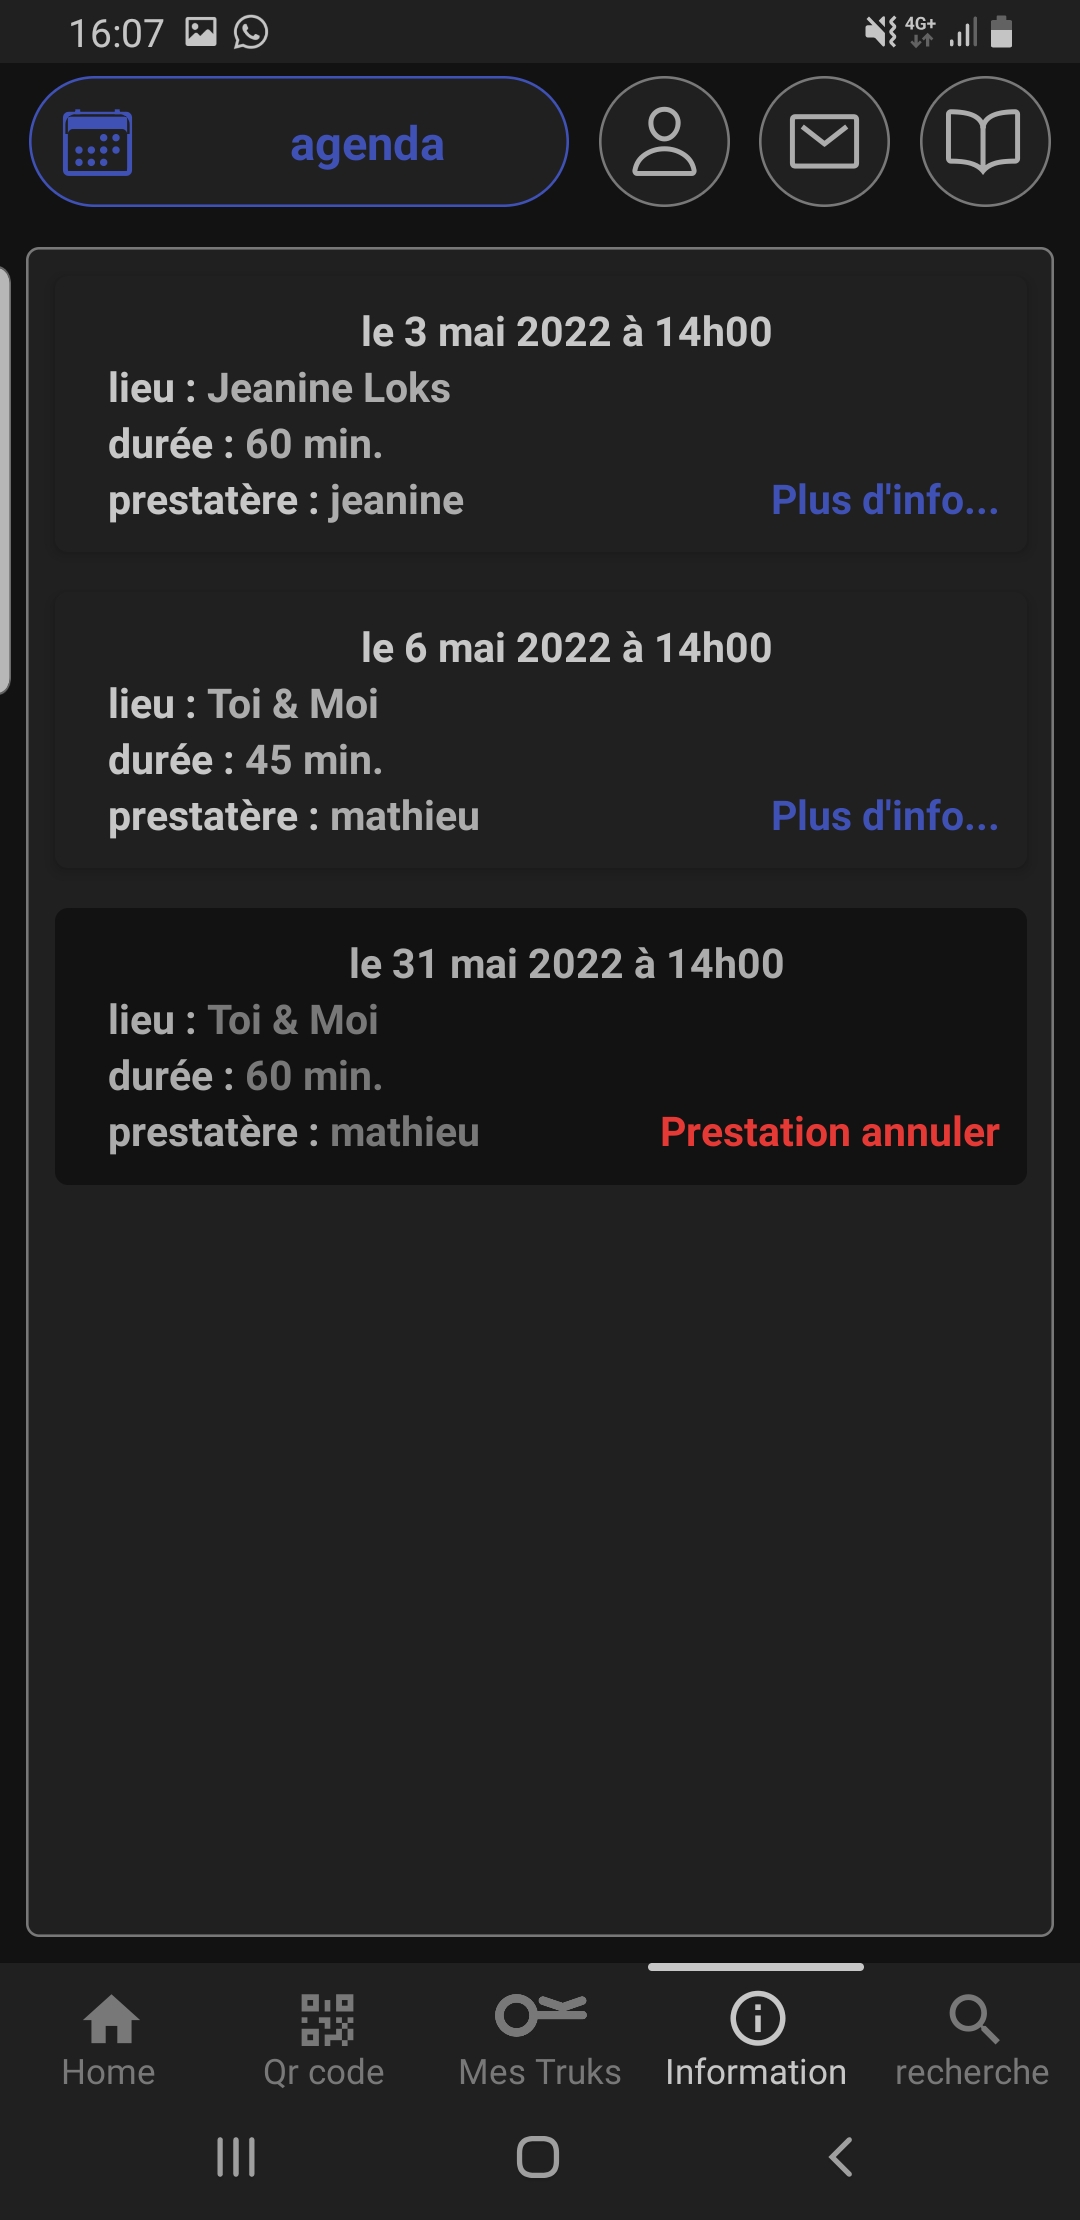 16:07
4G+
agenda
le 3 mai 2022 à 14h00
lieu : Jeanine Loks
durée : 60 min.
prestatère : jeanine
Plus d'info...
le 6 mai 2022 à 14h00
lieu : Toi & Moi
durée : 45 min.
prestatère : mathieu
Plus d'info...
le 31 mai 2022 à 14h00
lieu : Toi & Moi
durée : 60 min.
prestatère : mathieu
Prestation annuler
Home
Qr code
Mes Truks
Information
recherche